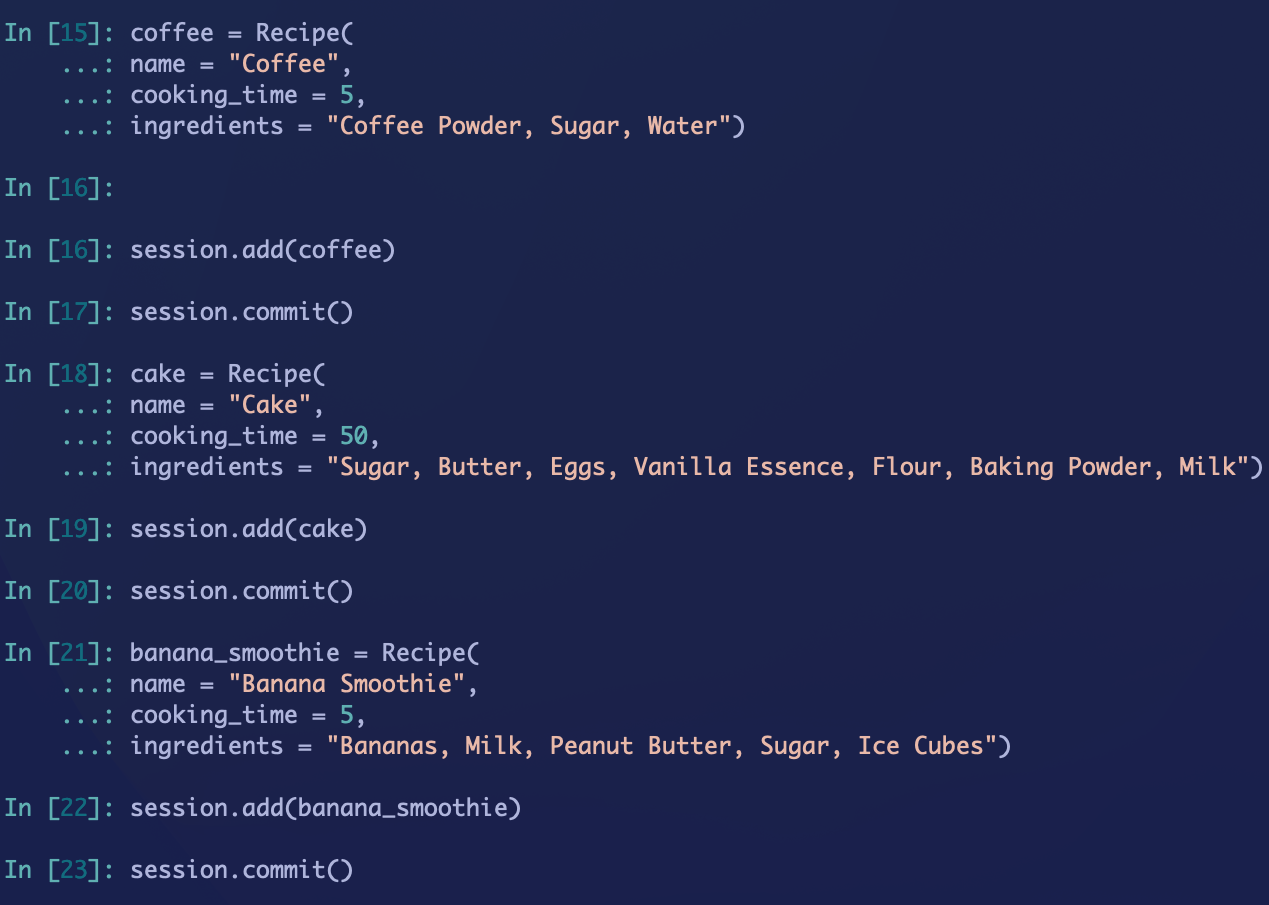 In [15]: coffee = Recipe(
    ...: name = "Coffee",
    ...: cooking_time = 5,
    ...: ingredients = "Coffee Powder, Sugar, Water")
In [16]:
In [16]: session.add(coffee)
In [17]: session.commit()
In [18]: cake = Recipe(
    ...: name = "Cake",
    ...: cooking_time = 50,
    ...: ingredients = "Sugar, Butter, Eggs, Vanilla Essence, Flour, Baking Powder, Milk")
In [19]: session.add(cake)
In [20]: session.commit()
In [21]: banana_smoothie = Recipe(
    ...: name = "Banana Smoothie",
    ...: cooking_time = 5,
    ...: ingredients = "Bananas, Milk, Peanut Butter, Sugar, Ice Cubes")
In [22]: session.add(banana_smoothie)
In [23]: session.commit()